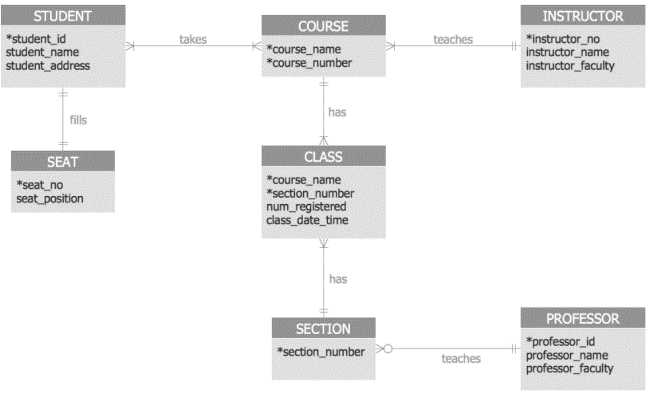 STUDENT
*student_id
student_name
student_address
takes
COURSE
*course_name
*course_number
teaches
INSTRUCTOR
*instructor_no
instructor_name
instructor_faculty
fills
has
SEAT
*seat_no
seat_position
CLASS
*course_name
*section_number
num_registered
class_date_time
has
SECTION
*section_number
teaches
PROFESSOR
*professor_id
professor_name
professor_faculty